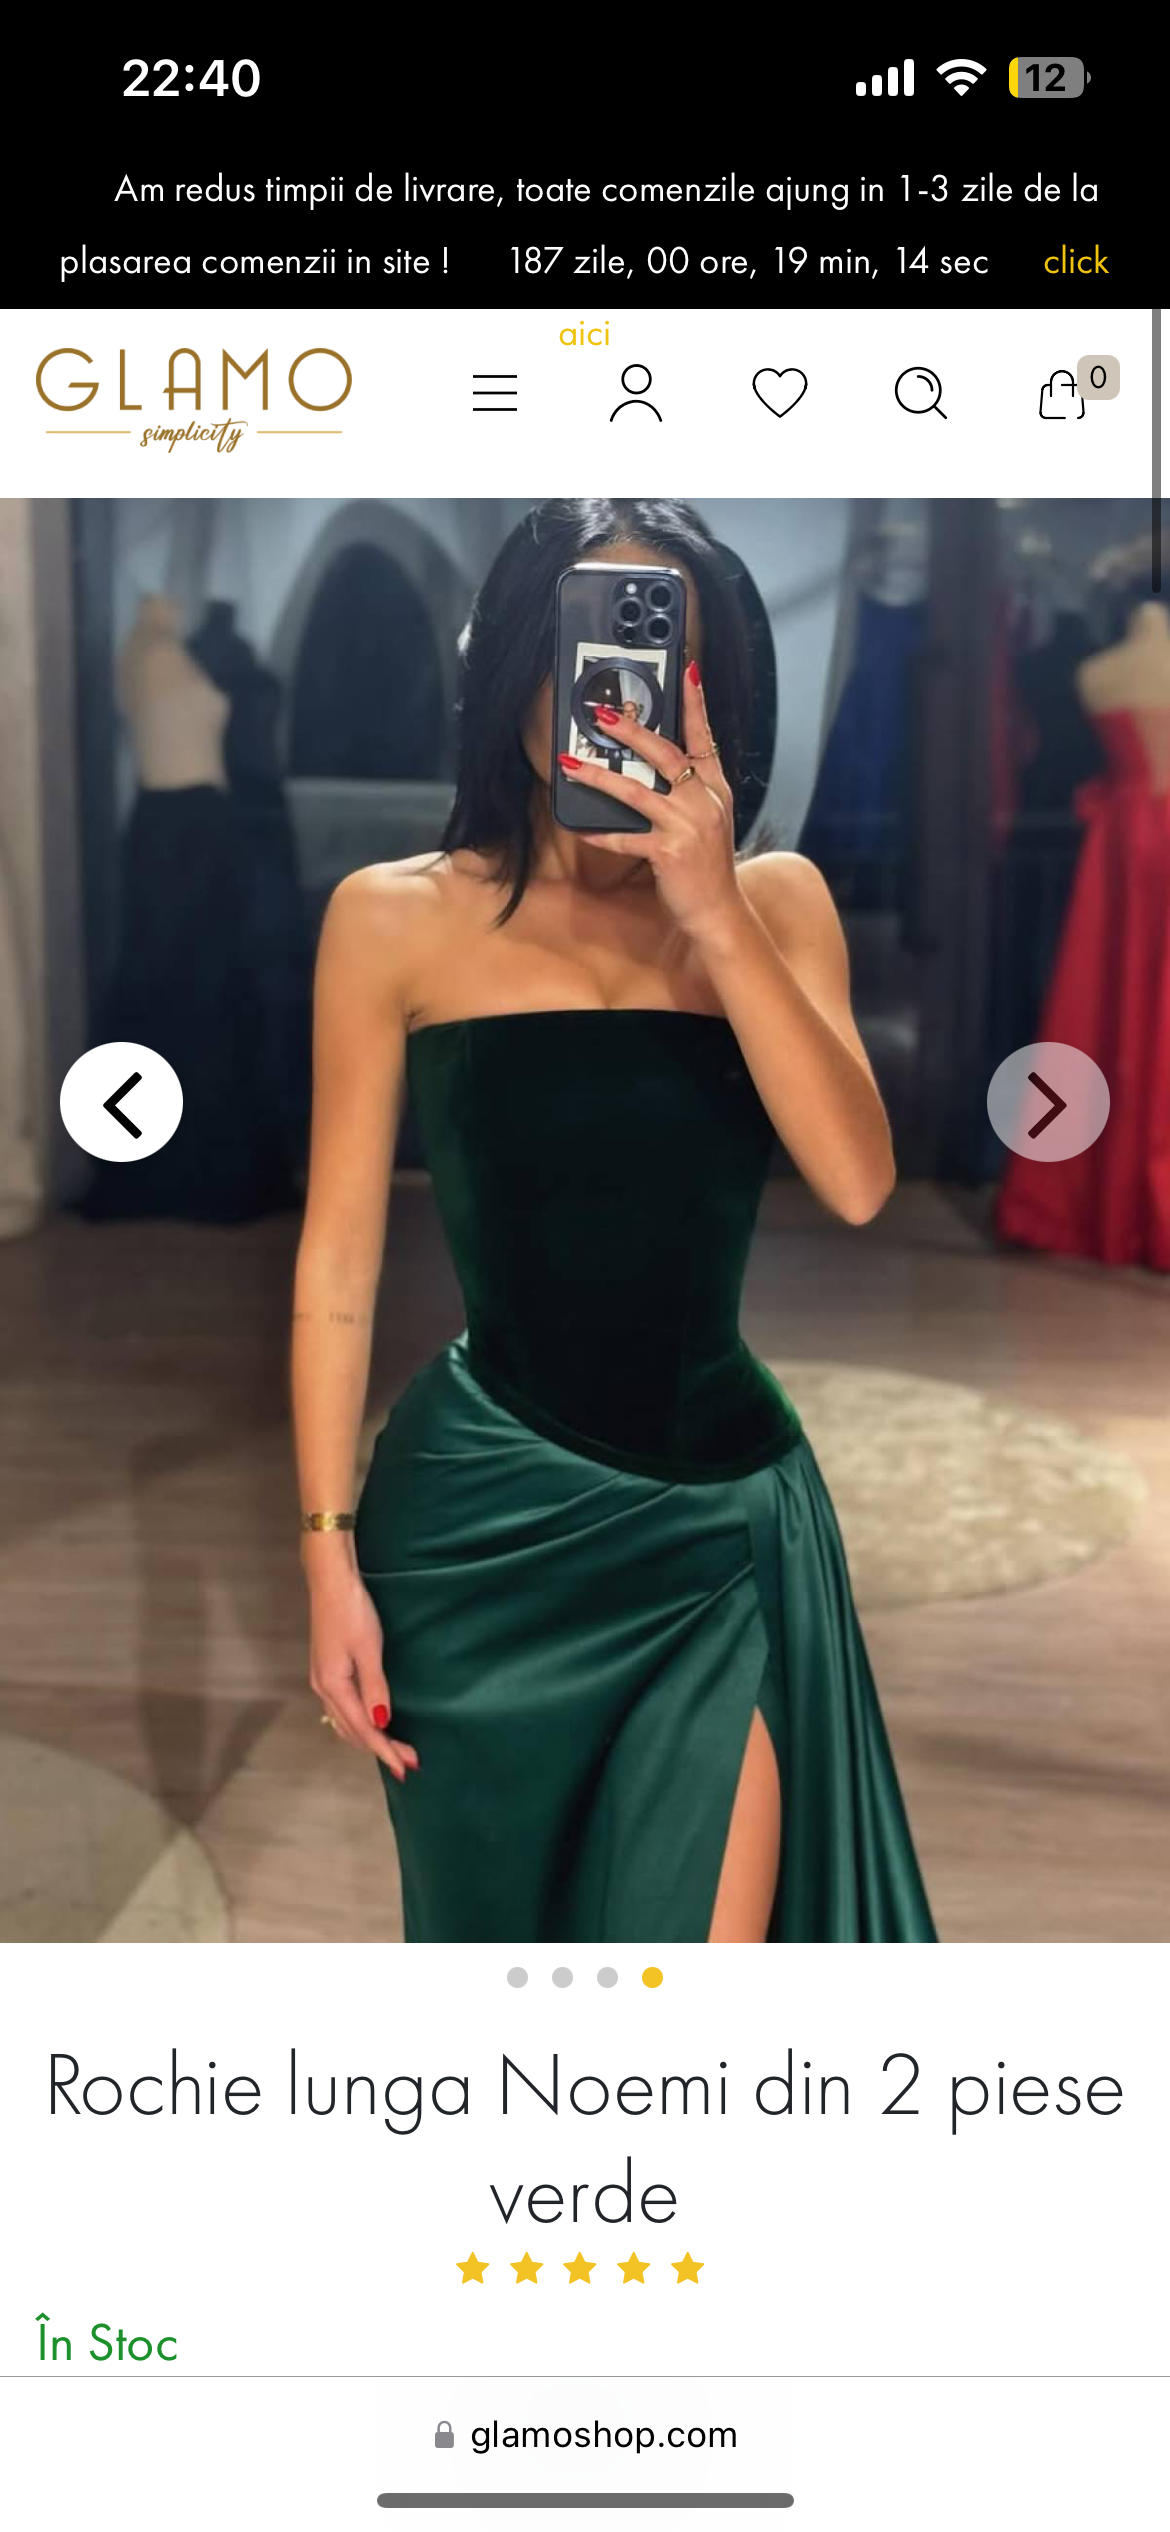 22:40
12
Am redus timpii de livrare, toate comenzile ajung in 1-3 zile de la
plasarea comenzii in site ! 187 zile, 00 ore, 19 min, 14 sec click
aici
GLAMO
simplicity
0
Rochie lunga Noemi din 2 piese
verde
În Stoc
glamoshop.com